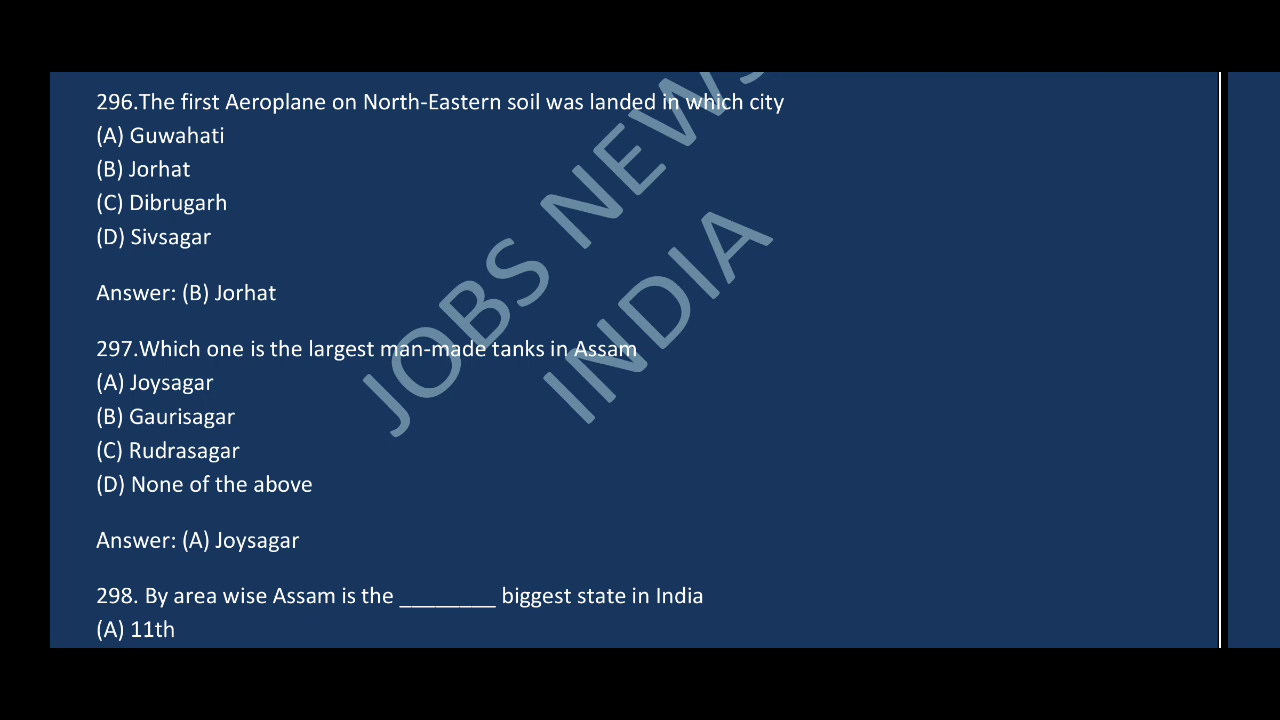 296.The first Aeroplane on North-Eastern soil was landed in which city
(A) Guwahati
(B) Jorhat
(C) Dibrugarh
(D) Sivsagar
Answer: (B) Jorhat
297.Which one is the largest man-made tanks in Assam
(A) Joysagar
(B) Gaurisagar
(C) Rudrasagar
(D) None of the above
Answer: (A) Joysagar
298. By area wise Assam is the ________ biggest state in India
(A) 11th
JOBS NEWS
INDIA